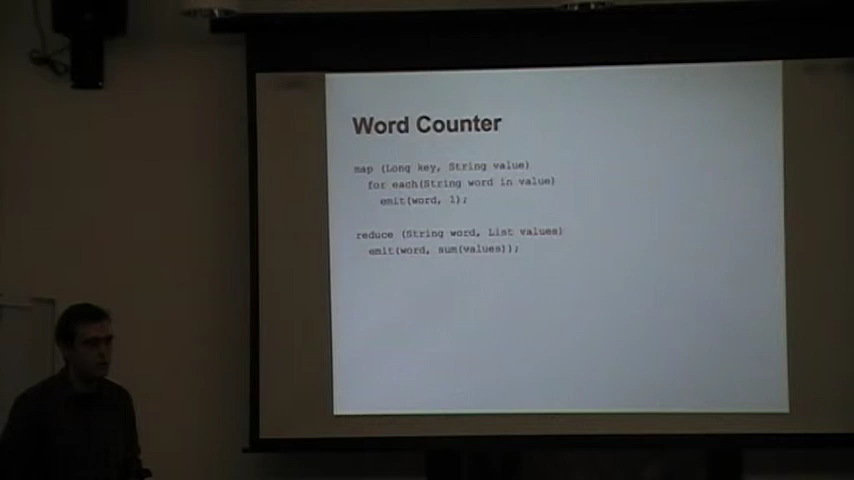 Word Counter
map (Long key, String value)
for each(String word in value)
emit(word, 1);
reduce (String word, List values)
emit(word, sum(values));